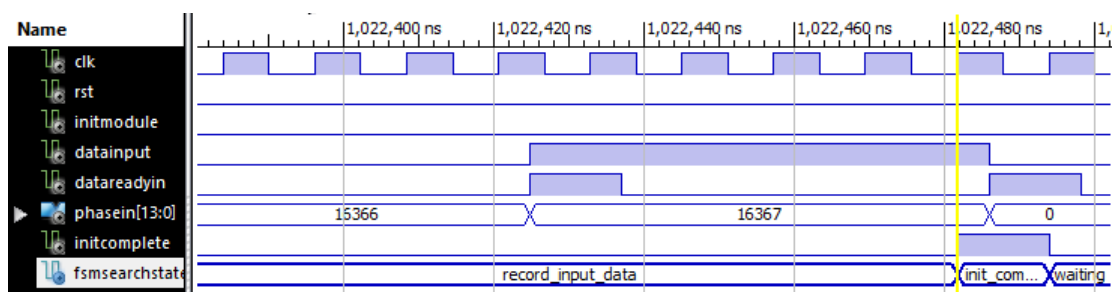 Name
1,022,400 ns 1,022,420 ns 1,022,440 ns 1,022,460 ns 1,022,480 ns 1,
clk
rst
initmodule
datainput
datareadyin
phasein[13:0] 16366 16367 0
initcomplete
fsmsearchstate record_input_data init_com... waiting